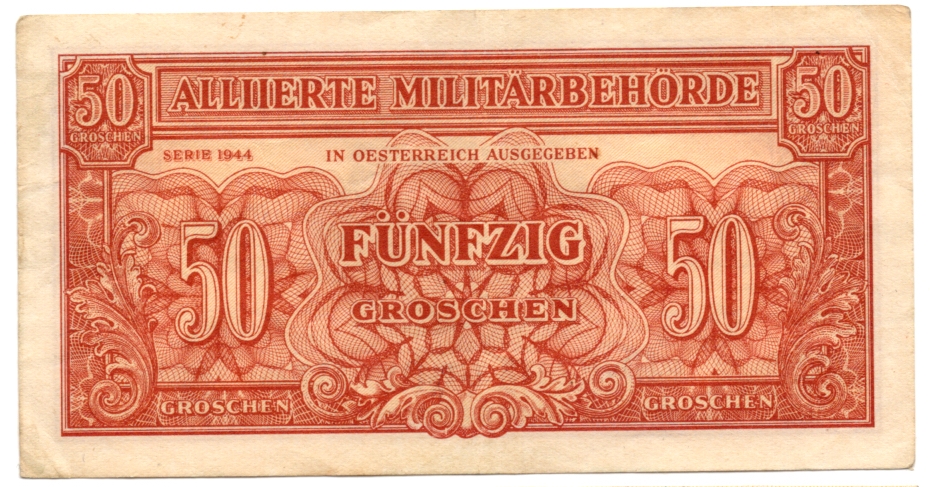 50 ALLIIERTE MILITÄRBEHÖRDE 50
GROSCHEN GROSCHEN
SERIE 1944 IN OESTERREICH AUSGEGEBEN
50 FÜNFZIG 50
GROSCHEN
GROSCHEN GROSCHEN